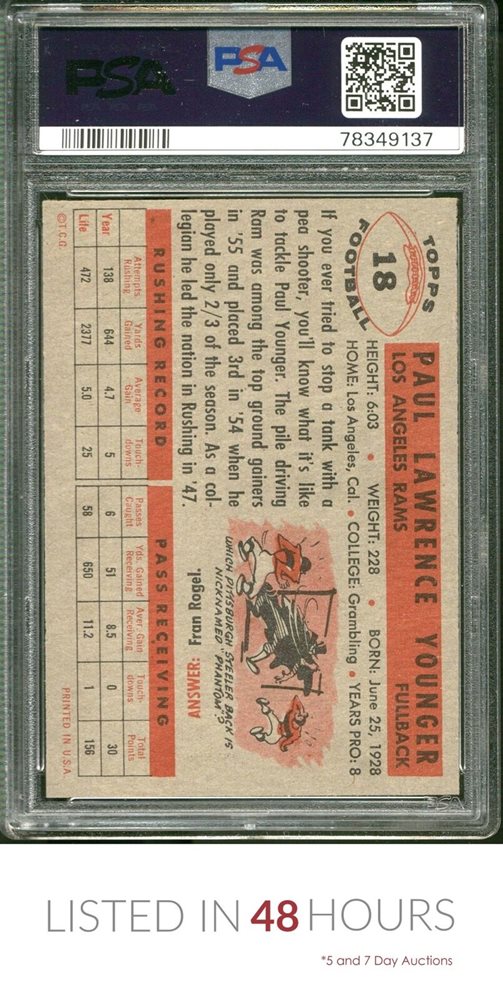 PSA
PSA
78349137
TOPPS
18
FOOTBALL
PAUL LAWRENCE YOUNGER
LOS ANGELES RAMS FULLBACK
HEIGHT: 6:03 • WEIGHT: 228 • BORN: June 25, 1928
HOME: Los Angeles, Cal. • COLLEGE: Grambling • YEARS PRO: 8
If you ever tried to stop a tank with a
pea shooter, you'll know what it's like
to tackle Paul Younger. The pile driving
Ram was among the top ground gainers
in '55 and placed 3rd in '54 when he
played only 2/3 of the season. As a col-
legian he led the nation in Rushing in '47.
WHICH PITTSBURGH STEELER BACK IS
NICKNAMED "PHANTOM"?
ANSWER: Fran Rogel.
RUSHING RECORD PASS RECEIVING
Attempts Rushing Yards Gained Average Gain Touch-downs Passes Caught Yds. Gained Receiving Aver. Gain Receiving Touch-downs Total Points
Year 138 644 4.7 5 6 51 8.5 0 30
Life 472 2377 5.0 25 58 650 11.2 1 156
©T.C.G. PRINTED IN U.S.A.
LISTED IN 48 HOURS
*5 and 7 Day Auctions